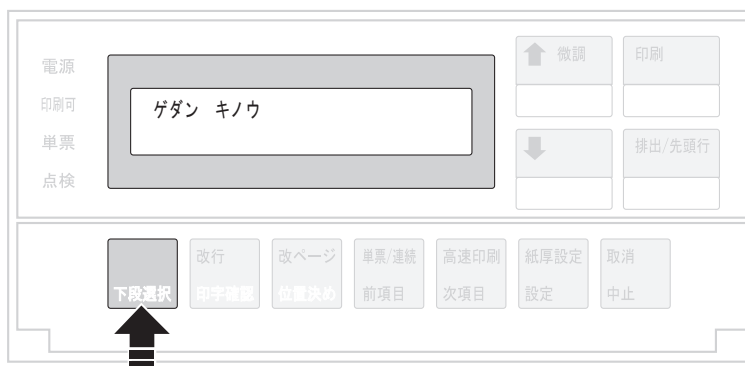 電源
印刷可
単票
点検
ゲダン キノウ
微調
印刷
排出/先頭行
改行
改ページ
単票/連続
高速印刷
紙厚設定
取消
下段選択
印字確認
位置決め
前項目
次項目
設定
中止